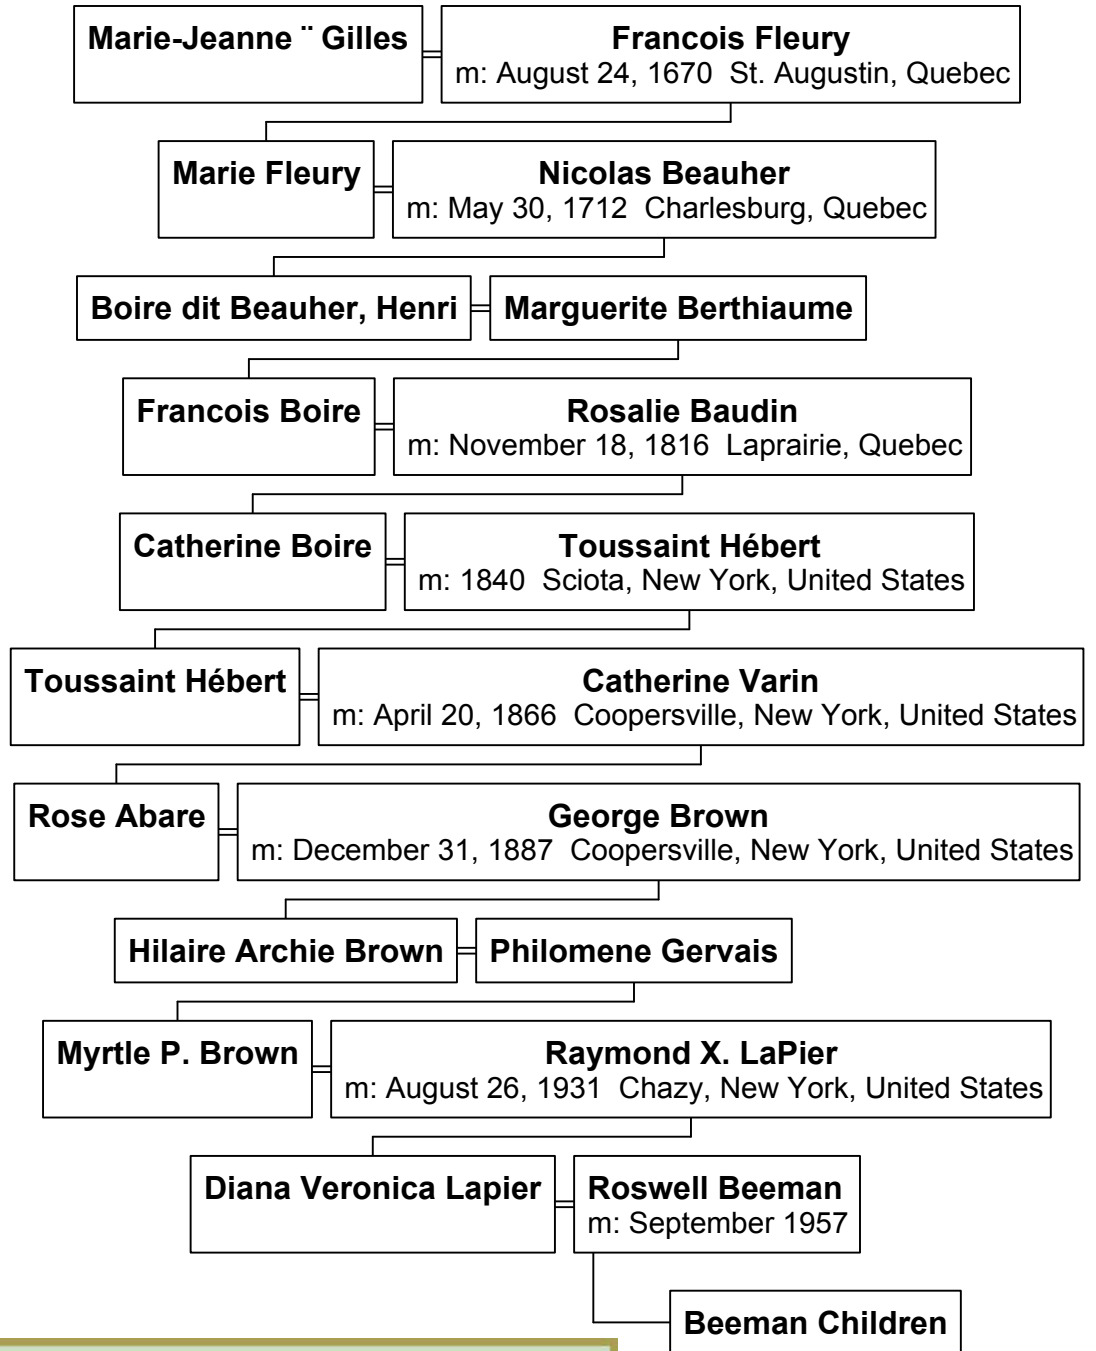 Marie-Jeanne ¨ Gilles
Francois Fleury
m: August 24, 1670  St. Augustin, Quebec
Marie Fleury
Nicolas Beauher
m: May 30, 1712  Charlesburg, Quebec
Boire dit Beauher, Henri
Marguerite Berthiaume
Francois Boire
Rosalie Baudin
m: November 18, 1816  Laprairie, Quebec
Catherine Boire
Toussaint Hébert
m: 1840  Sciota, New York, United States
Toussaint Hébert
Catherine Varin
m: April 20, 1866  Coopersville, New York, United States
Rose Abare
George Brown
m: December 31, 1887  Coopersville, New York, United States
Hilaire Archie Brown
Philomene Gervais
Myrtle P. Brown
Raymond X. LaPier
m: August 26, 1931  Chazy, New York, United States
Diana Veronica Lapier
Roswell Beeman
m: September 1957
Beeman Children